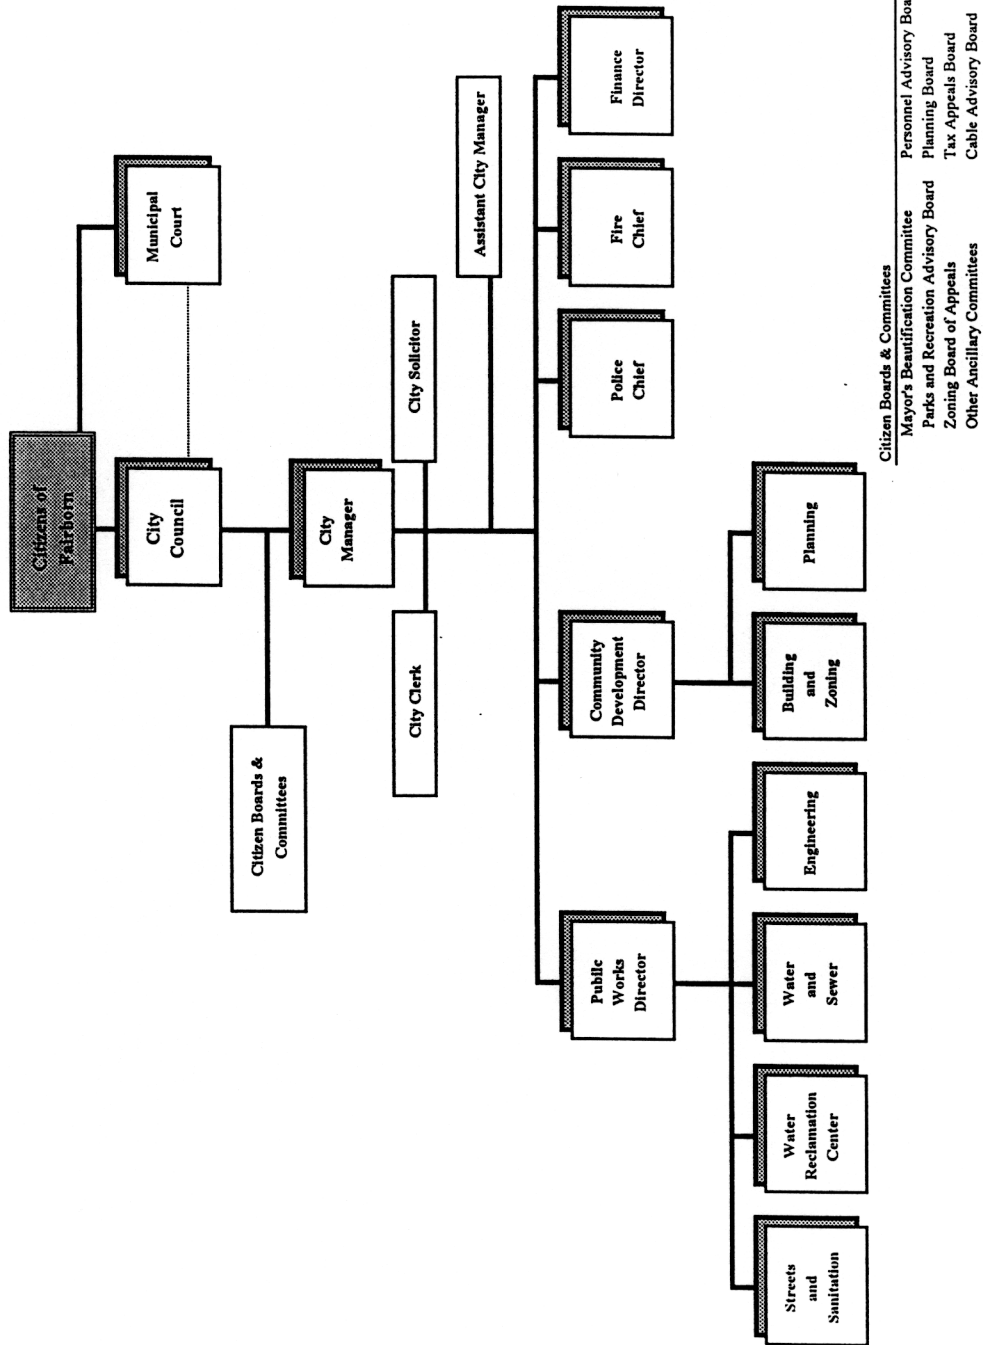 Citizens of
Fairborn
Municipal
Court
City
Council
Citizen Boards &
Committees
City
Manager
City Clerk
City Solicitor
Assistant City Manager
Public
Works
Director
Community
Development
Director
Police
Chief
Fire
Chief
Finance
Director
Streets
and
Sanitation
Water
Reclamation
Center
Water
and
Sewer
Engineering
Building
and
Zoning
Planning
Citizen Boards & Committees
Mayor's Beautification Committee
Parks and Recreation Advisory Board
Zoning Board of Appeals
Other Ancillary Committees
Personnel Advisory Boa
Planning Board
Tax Appeals Board
Cable Advisory Board